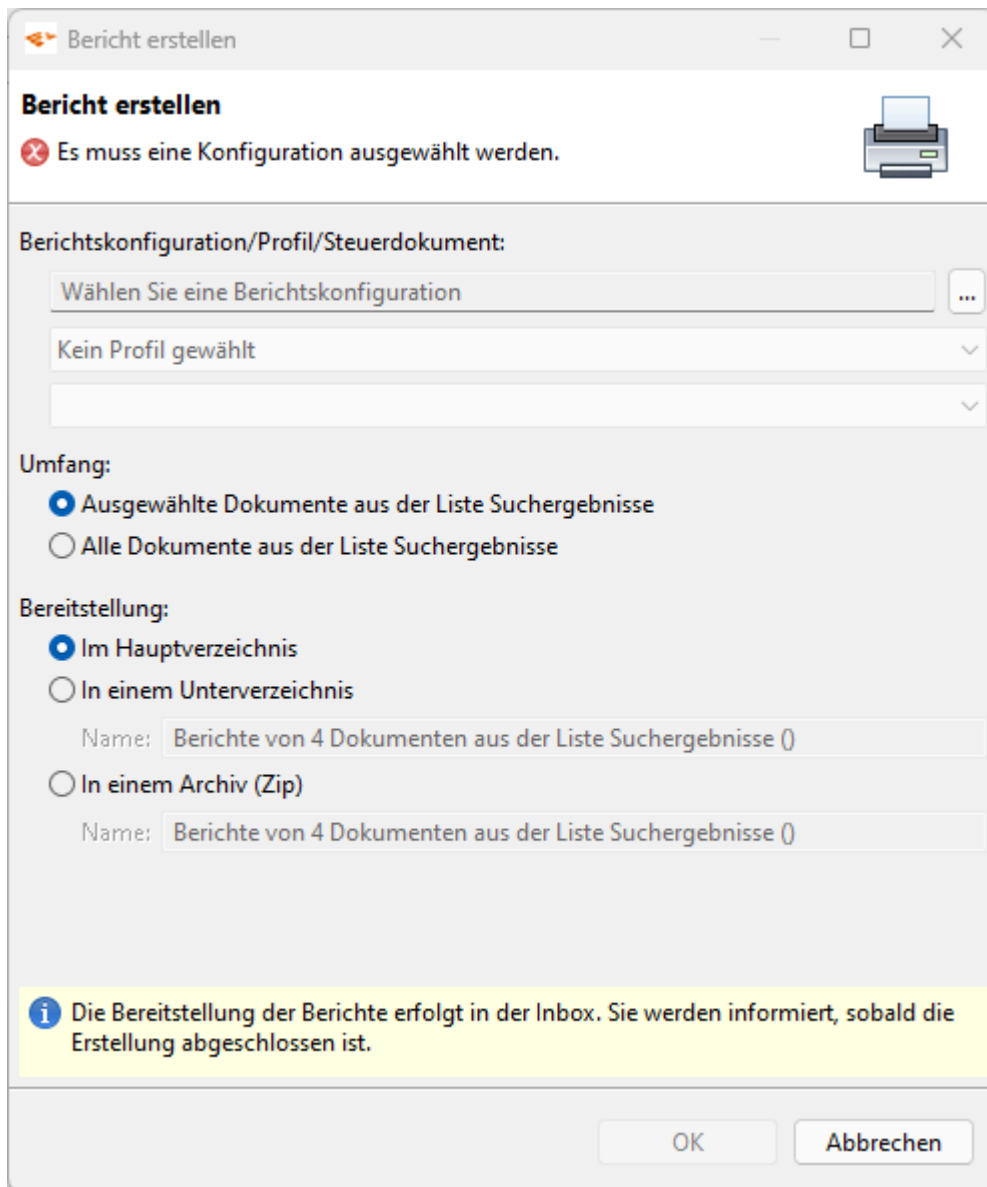 Bericht erstellen
Bericht erstellen
Es muss eine Konfiguration ausgewählt werden.
Berichtskonfiguration/Profil/Steuerdokument:
Wählen Sie eine Berichtskonfiguration
...
Kein Profil gewählt
Umfang:
Ausgewählte Dokumente aus der Liste Suchergebnisse
Alle Dokumente aus der Liste Suchergebnisse
Bereitstellung:
Im Hauptverzeichnis
In einem Unterverzeichnis
Name: Berichte von 4 Dokumenten aus der Liste Suchergebnisse ()
In einem Archiv (Zip)
Name: Berichte von 4 Dokumenten aus der Liste Suchergebnisse ()
Die Bereitstellung der Berichte erfolgt in der Inbox. Sie werden informiert, sobald die
Erstellung abgeschlossen ist.
OK Abbrechen